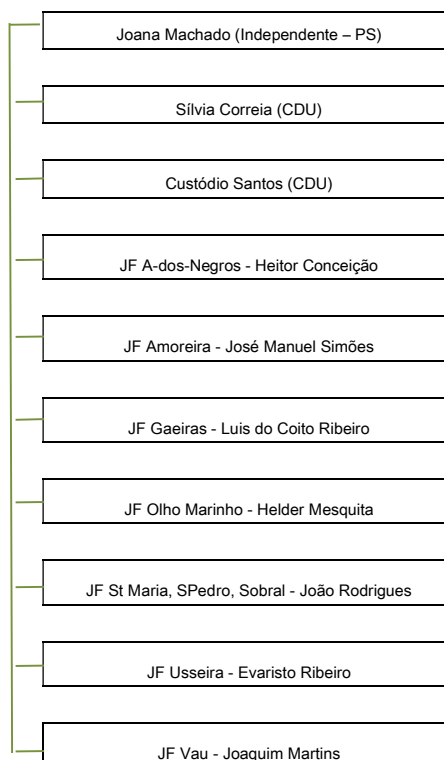 Joana Machado (Independente – PS)
Sílvia Correia (CDU)
Custódio Santos (CDU)
JF A-dos-Negros - Heitor Conceição
JF Amoreira - José Manuel Simões
JF Gaeiras - Luis do Coito Ribeiro
JF Olho Marinho - Helder Mesquita
JF St Maria, SPedro, Sobral - João Rodrigues
JF Usseira - Evaristo Ribeiro
JF Vau - Joaquim Martins